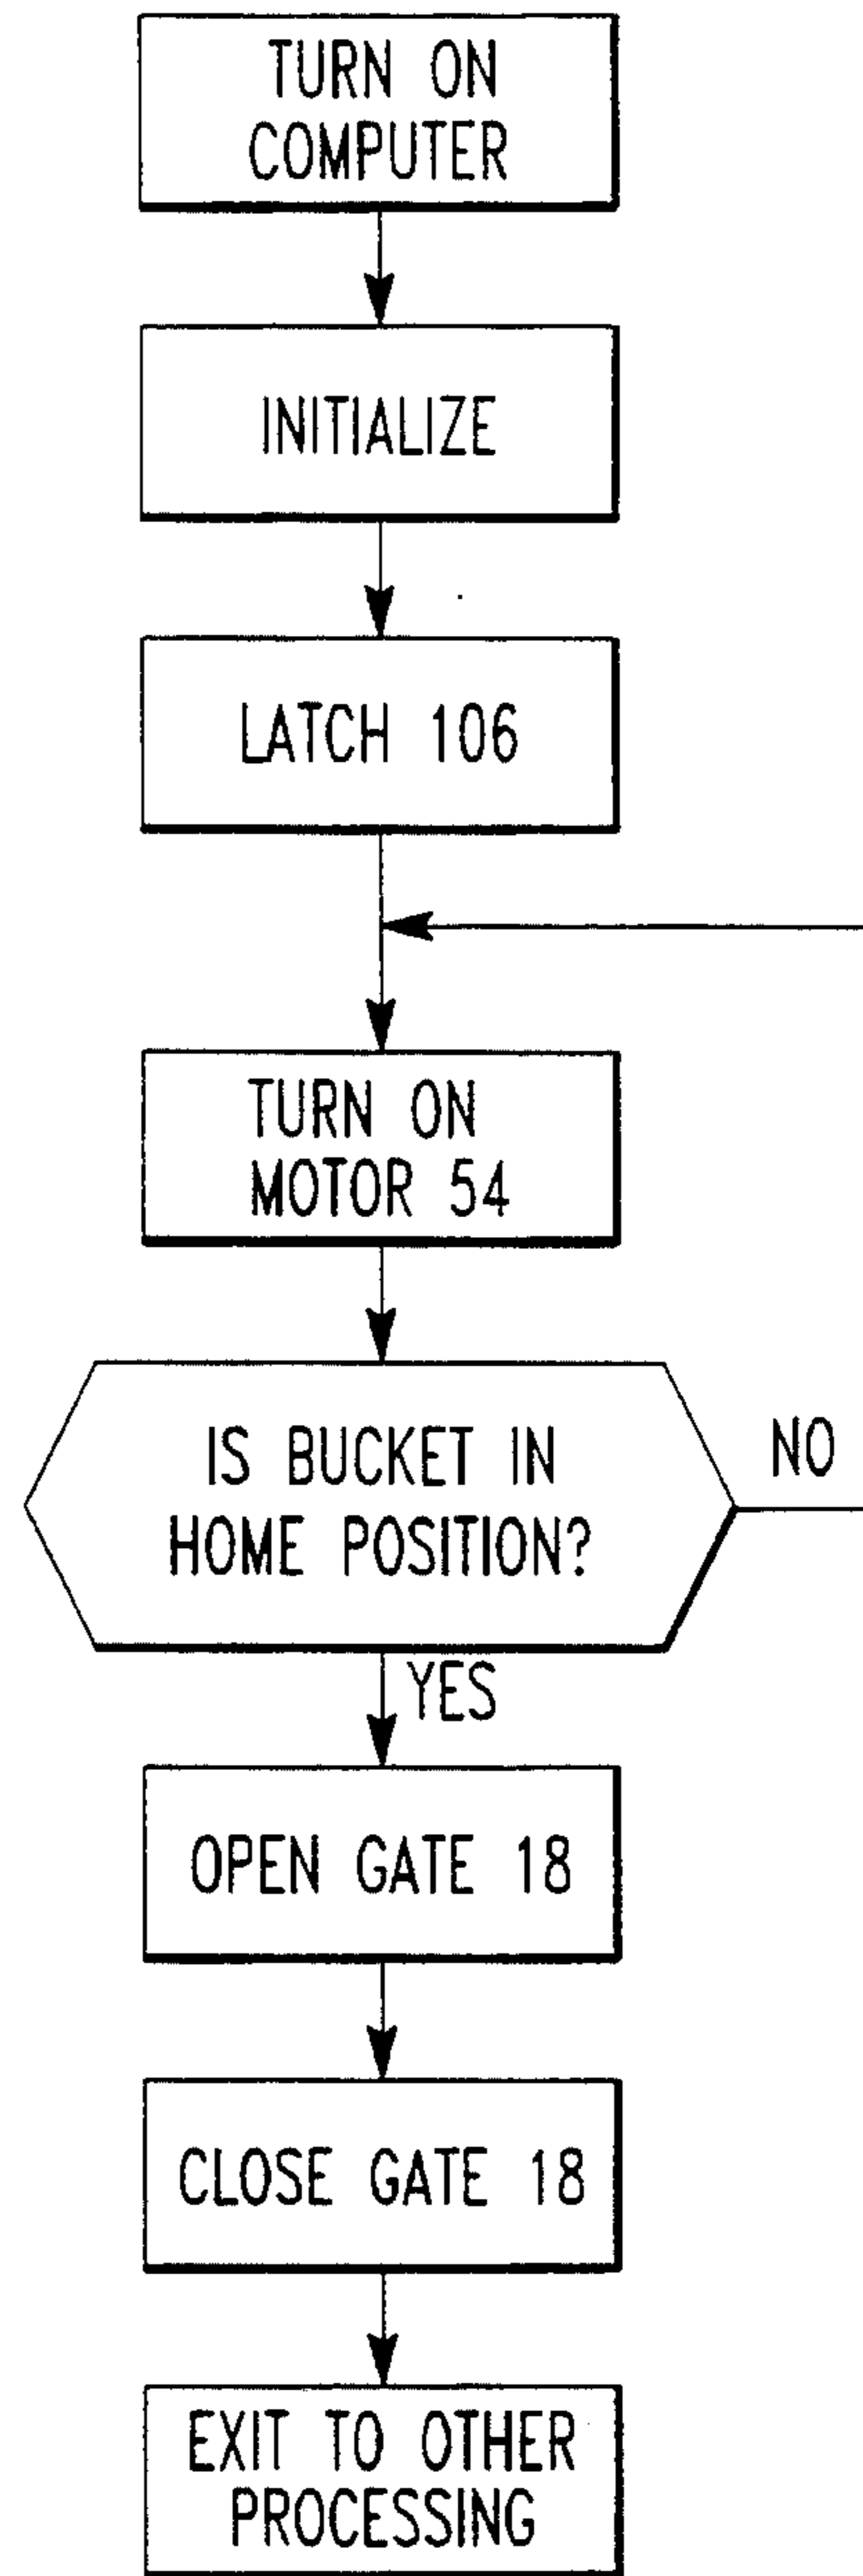 TURN ON
COMPUTER
INITIALIZE
LATCH 106
TURN ON
MOTOR 54
IS BUCKET IN
HOME POSITION?
NO
YES
OPEN GATE 18
CLOSE GATE 18
EXIT TO OTHER
PROCESSING